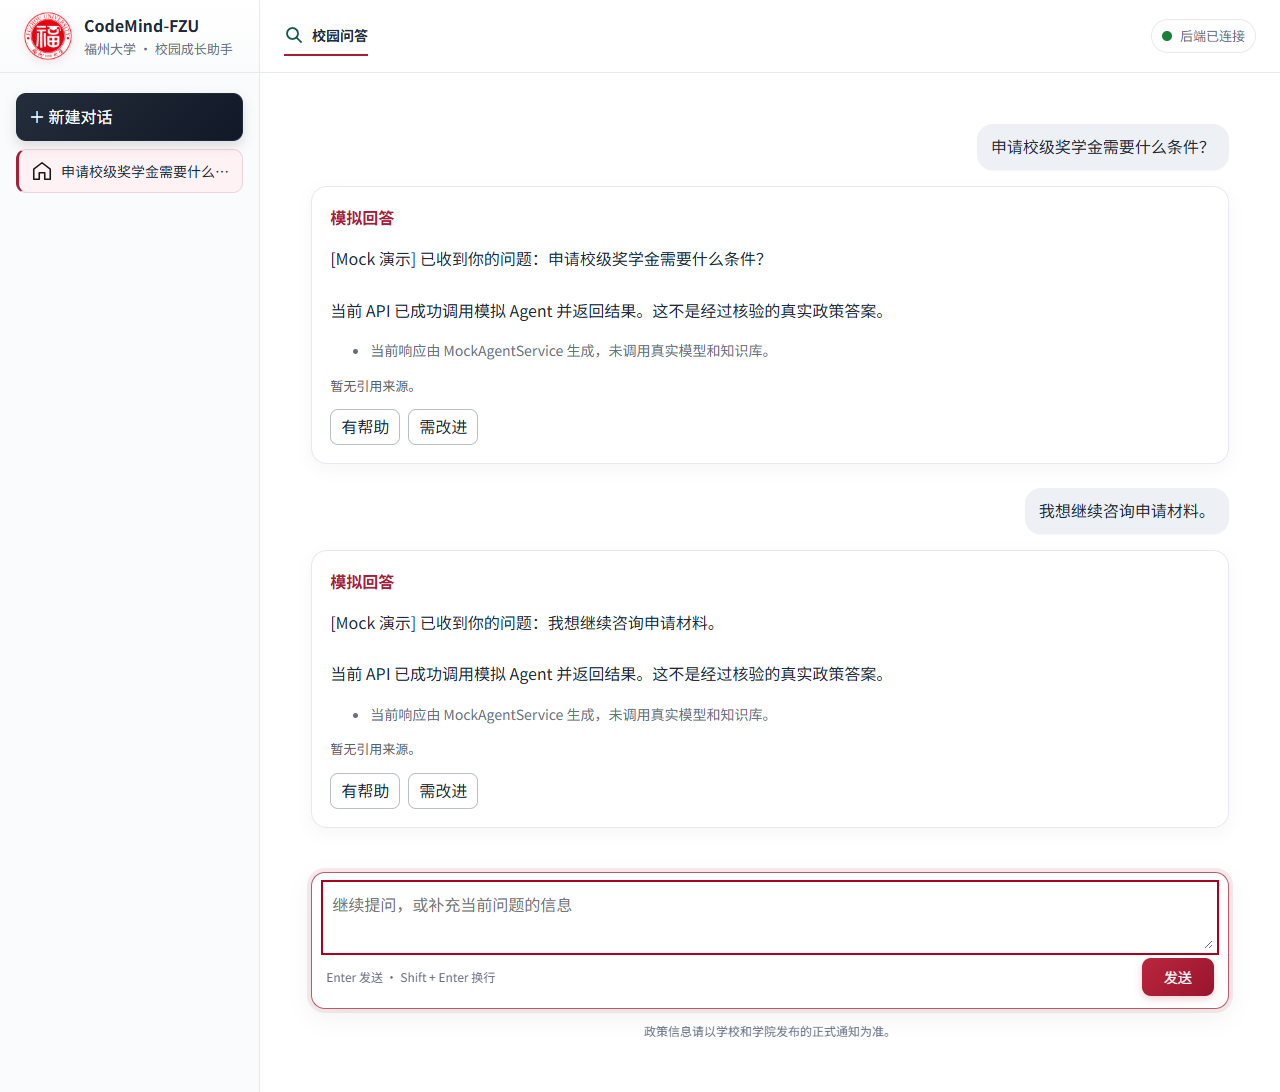 CodeMind-FZU
福州大学 · 校园成长助手
校园问答
后端已连接
+ 新建对话
申请校级奖学金需要什么…
申请校级奖学金需要什么条件？
模拟回答
[Mock 演示] 已收到你的问题：申请校级奖学金需要什么条件？
当前 API 已成功调用模拟 Agent 并返回结果。这不是经过核验的真实政策答案。
• 当前响应由 MockAgentService 生成，未调用真实模型和知识库。
暂无引用来源。
有帮助 需改进
我想继续咨询申请材料。
模拟回答
[Mock 演示] 已收到你的问题：我想继续咨询申请材料。
当前 API 已成功调用模拟 Agent 并返回结果。这不是经过核验的真实政策答案。
• 当前响应由 MockAgentService 生成，未调用真实模型和知识库。
暂无引用来源。
有帮助 需改进
继续提问，或补充当前问题的信息
Enter 发送 · Shift + Enter 换行
发送
政策信息请以学校和学院发布的正式通知为准。